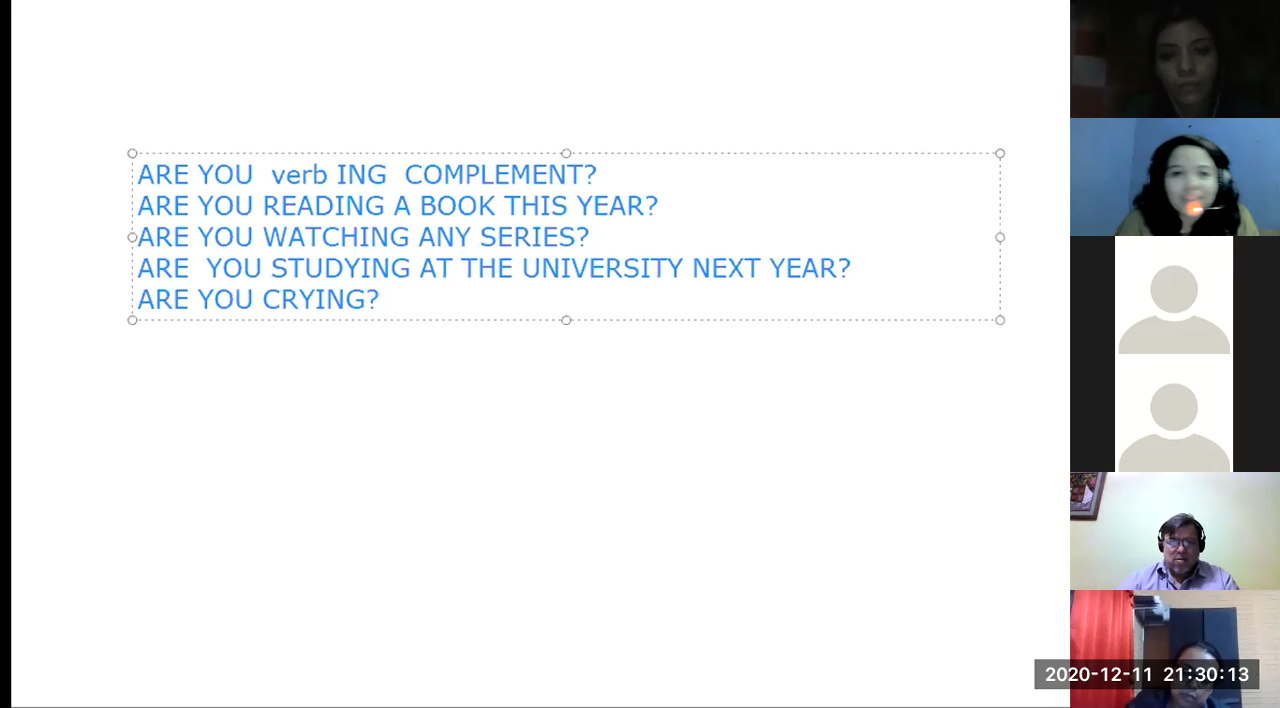 ARE YOU verb ING COMPLEMENT?
ARE YOU READING A BOOK THIS YEAR?
ARE YOU WATCHING ANY SERIES?
ARE YOU STUDYING AT THE UNIVERSITY NEXT YEAR?
ARE YOU CRYING?
2020-12-11 21:30:13